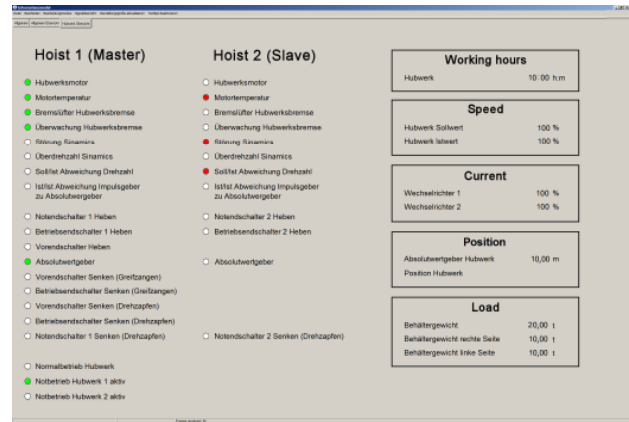 Hoist 1 (Master)
Hubwerksmotor
Motortemperatur
Bremslüfter Hubwerksbremse
Überwachung Hubwerksbremse
Störung Sinamics
Überdrehzahl Sinamics
Soll/Ist Abweichung Drehzahl
Ist/Ist Abweichung Impulsgeber
zu Absolutwergeber
Notendschalter 1 Heben
Betriebsendschalter 1 Heben
Vorendschalter Heben
Absolutwertgeber
Vorendschalter Senken (Greifzangen)
Betriebsendschalter Senken (Greifzangen)
Vorendschalter Senken (Drehzapfen)
Betriebsendschalter Senken (Drehzapfen)
Notendschalter 1 Senken (Drehzapfen)
Normalbetrieb Hubwerk
Notbetrieb Hubwerk 1 aktiv
Notbetrieb Hubwerk 2 aktiv
Hoist 2 (Slave)
Hubwerksmotor
Motortemperatur
Bremslüfter Hubwerksbremse
Überwachung Hubwerksbremse
Störung Sinamics
Überdrehzahl Sinamics
Soll/Ist Abweichung Drehzahl
Ist/Ist Abweichung Impulsgeber
zu Absolutwergeber
Notendschalter 2 Heben
Betriebsendschalter 2 Heben
Absolutwertgeber
Notendschalter 2 Senken (Drehzapfen)
Working hours
Hubwerk 10:00 h:m
Speed
Hubwerk Sollwert 100 %
Hubwerk Istwert 100 %
Current
Wechselrichter 1 100 %
Wechselrichter 2 100 %
Position
Absolutwertgeber Hubwerk 10,00 m
Position Hubwerk
Load
Behältergewicht 20,00 t
Behältergewicht rechte Seite 10,00 t
Behältergewicht linke Seite 10,00 t